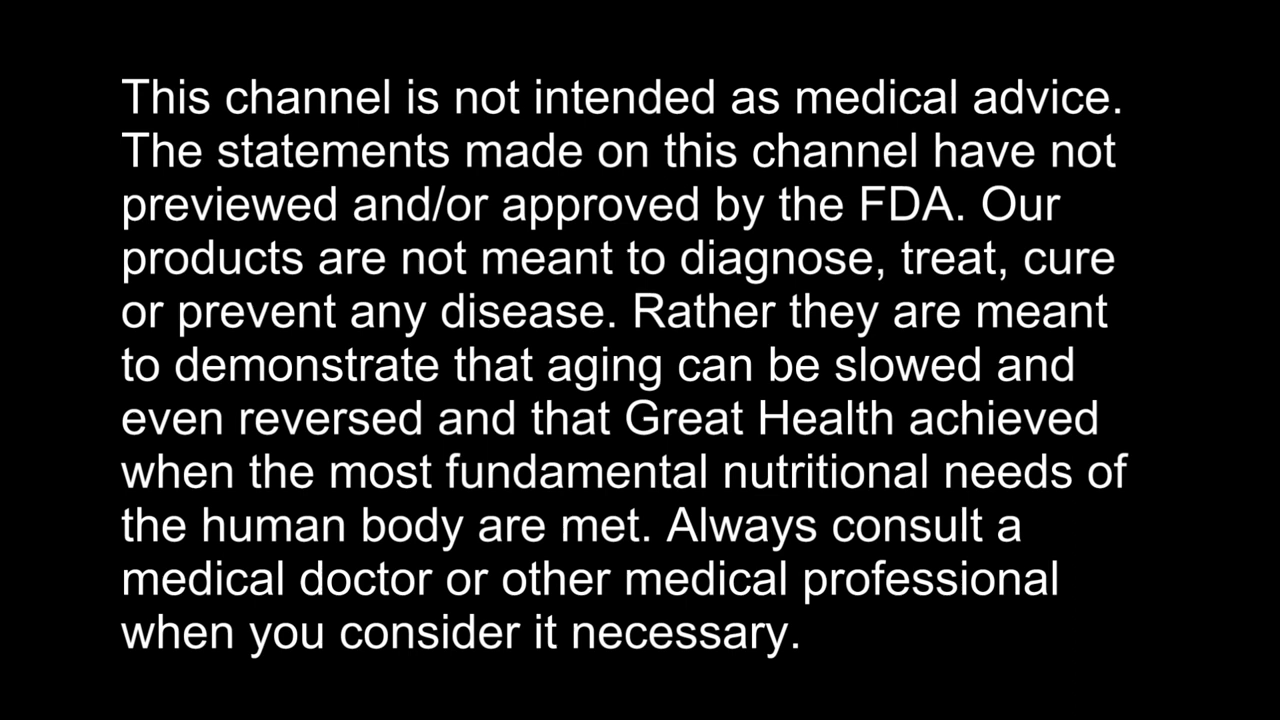 This channel is not intended as medical advice.
The statements made on this channel have not
previewed and/or approved by the FDA. Our
products are not meant to diagnose, treat, cure
or prevent any disease. Rather they are meant
to demonstrate that aging can be slowed and
even reversed and that Great Health achieved
when the most fundamental nutritional needs of
the human body are met. Always consult a
medical doctor or other medical professional
when you consider it necessary.